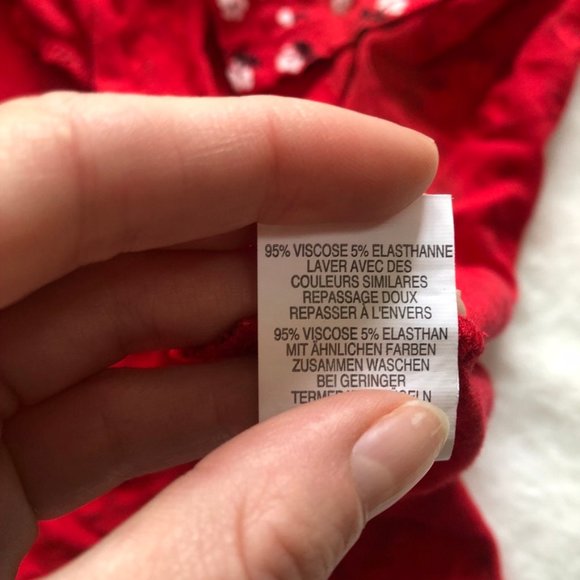 95% VISCOSE 5% ELASTHANNE
LAVER AVEC DES
COULEURS SIMILARES
REPASSAGE DOUX
REPASSER À L'ENVERS
95% VISCOSE 5% ELASTHAN
MIT ÄHNLICHEN FARBEN
ZUSAMMEN WASCHEN
BEI GERINGER